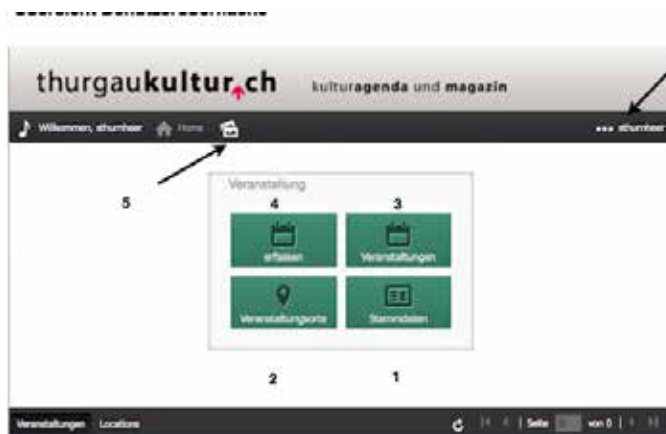 thurgaukultur.ch kulturagenda und magazin
Willkommen, sthurnheer Home ••• sthurnheer
5
Veranstaltung
4 3
erfassen Veranstaltungen
Veranstaltungsorte Stammdaten
2 1
Veranstaltungen Locations Seite von 0